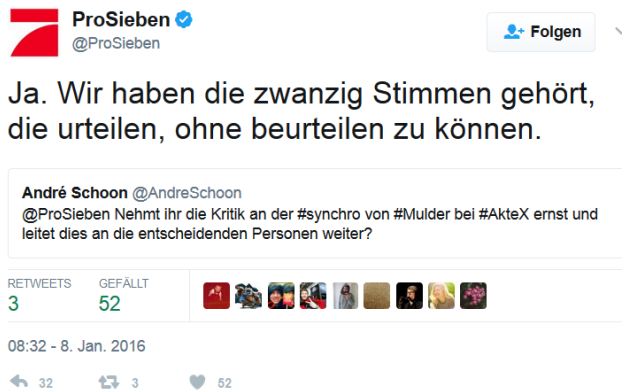 ProSieben
@ProSieben
Folgen
Ja. Wir haben die zwanzig Stimmen gehört,
die urteilen, ohne beurteilen zu können.
André Schoon @AndreSchoon
@ProSieben Nehmt ihr die Kritik an der #synchro von #Mulder bei #AkteX ernst und
leitet dies an die entscheidenden Personen weiter?
RETWEETS GEFÄLLT
3 52
08:32 - 8. Jan. 2016
32 3 52